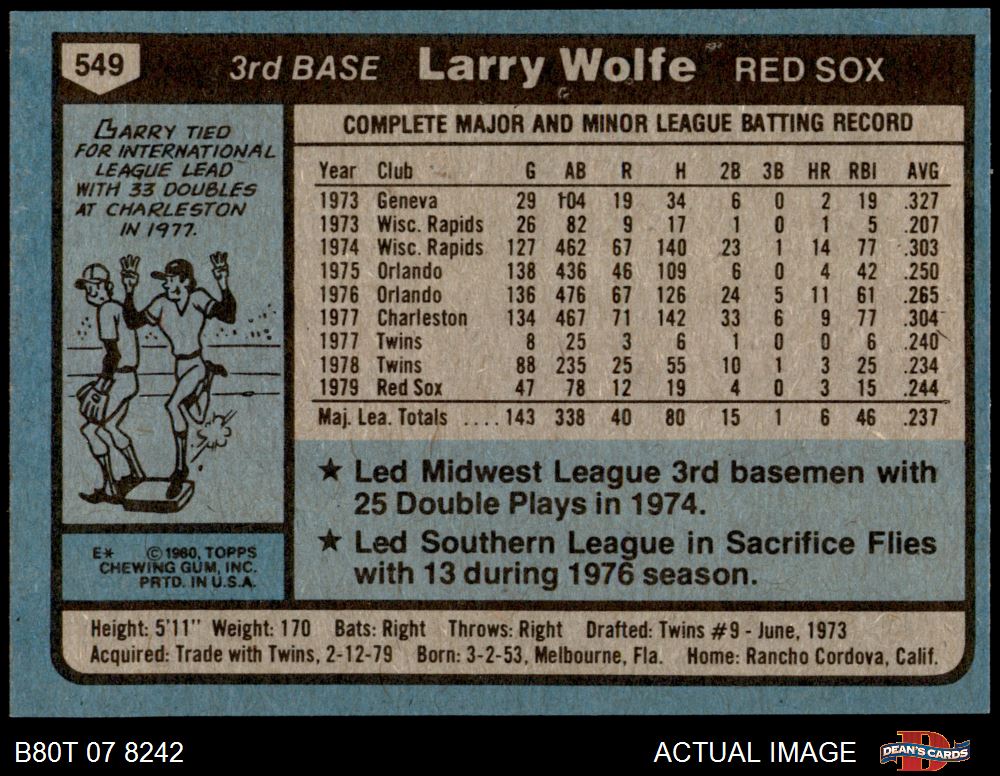 549 3rd BASE Larry Wolfe RED SOX
LARRY TIED
FOR INTERNATIONAL
LEAGUE LEAD
WITH 33 DOUBLES
AT CHARLESTON
IN 1977.
COMPLETE MAJOR AND MINOR LEAGUE BATTING RECORD
Year Club G AB R H 2B 3B HR RBI AVG
1973 Geneva 29 104 19 34 6 0 2 19 .327
1973 Wisc. Rapids 26 82 9 17 1 0 1 5 .207
1974 Wisc. Rapids 127 462 67 140 23 1 14 77 .303
1975 Orlando 138 436 46 109 6 0 4 42 .250
1976 Orlando 136 476 67 126 24 5 11 61 .265
1977 Charleston 134 467 71 142 33 6 9 77 .304
1977 Twins 8 25 3 6 1 0 0 6 .240
1978 Twins 88 235 25 55 10 1 3 25 .234
1979 Red Sox 47 78 12 19 4 0 3 15 .244
Maj. Lea. Totals .... 143 338 40 80 15 1 6 46 .237
★ Led Midwest League 3rd basemen with
25 Double Plays in 1974.
★ Led Southern League in Sacrifice Flies
with 13 during 1976 season.
E* © 1980, TOPPS
CHEWING GUM, INC.
PRTD. IN U.S.A.
Height: 5'11" Weight: 170 Bats: Right Throws: Right Drafted: Twins #9 - June, 1973
Acquired: Trade with Twins, 2-12-79 Born: 3-2-53, Melbourne, Fla. Home: Rancho Cordova, Calif.
B80T 07 8242 ACTUAL IMAGE DEAN'S CARDS